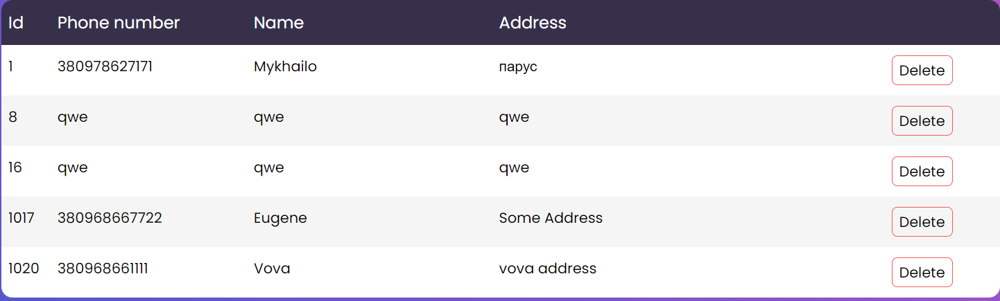 Id Phone number Name Address
1 380978627171 Mykhailo парус Delete
8 qwe qwe qwe Delete
16 qwe qwe qwe Delete
1017 380968667722 Eugene Some Address Delete
1020 380968661111 Vova vova address Delete